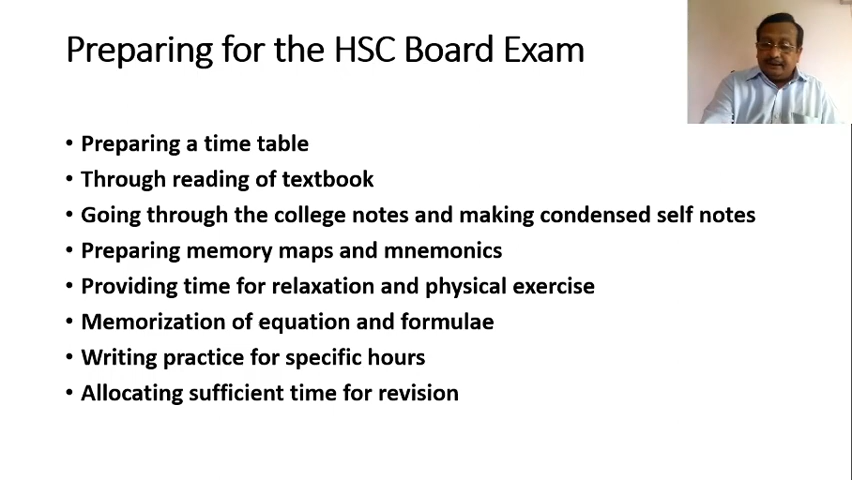 Preparing for the HSC Board Exam
• Preparing a time table
• Through reading of textbook
• Going through the college notes and making condensed self notes
• Preparing memory maps and mnemonics
• Providing time for relaxation and physical exercise
• Memorization of equation and formulae
• Writing practice for specific hours
• Allocating sufficient time for revision